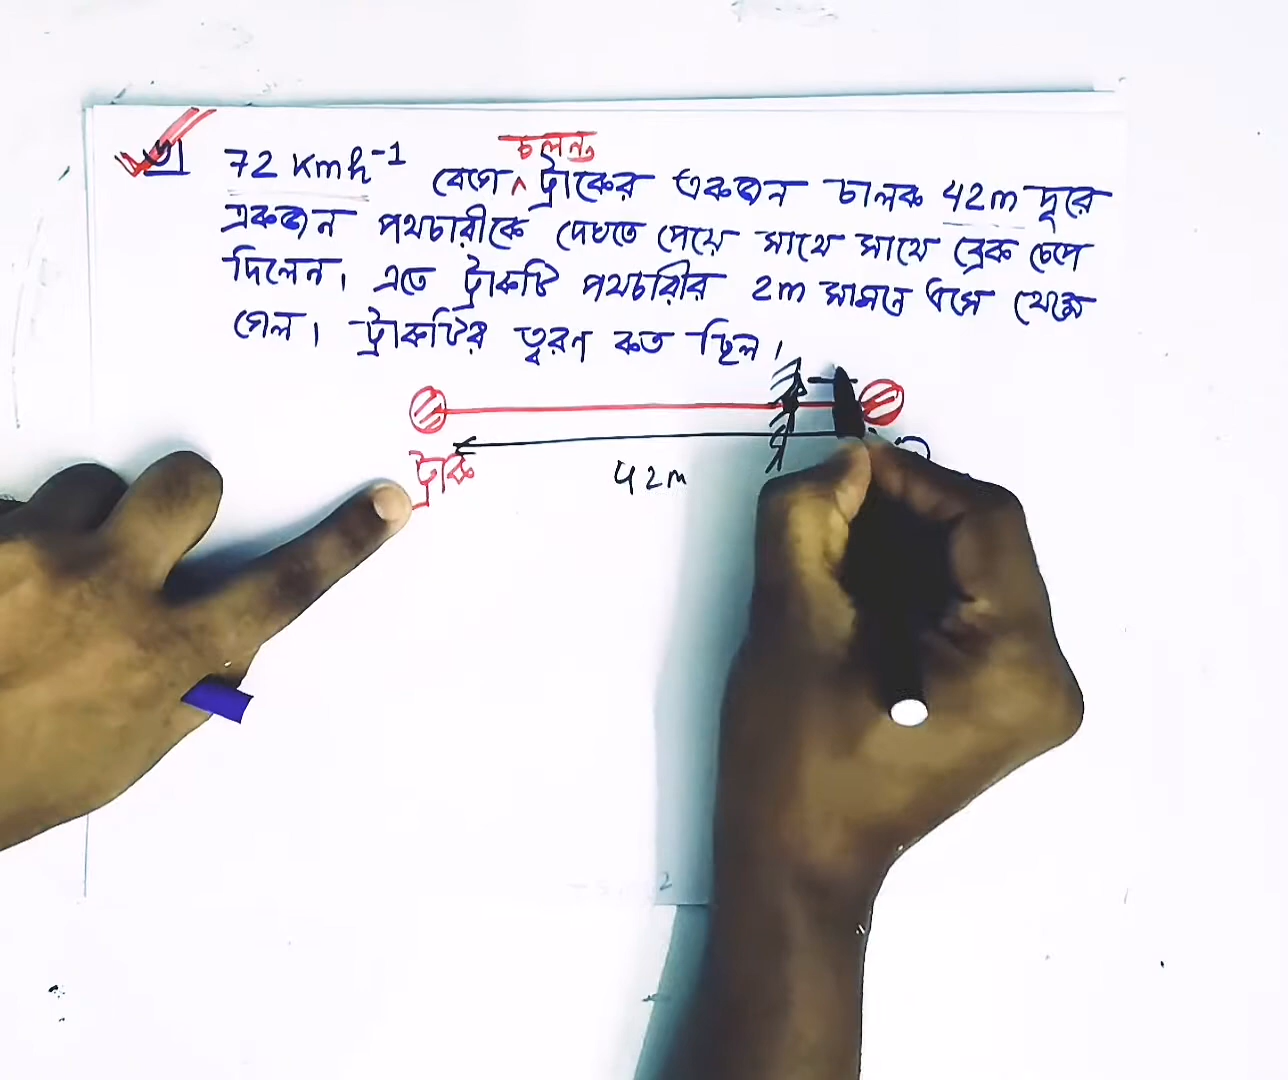 ৩। 72 Kmh⁻¹ বেগে ^ চলন্ত ট্রাকের একজন চালক 42m দূরে
একজন পথচারীকে দেখতে পেয়ে সাথে সাথে ব্রেক চেপে
দিলেন। এতে ট্রাকটি পথচারীর 2m সামনে এসে থেমে
গেল। ট্রাকটির ত্বরণ কত ছিল।
ট্রাক
42m